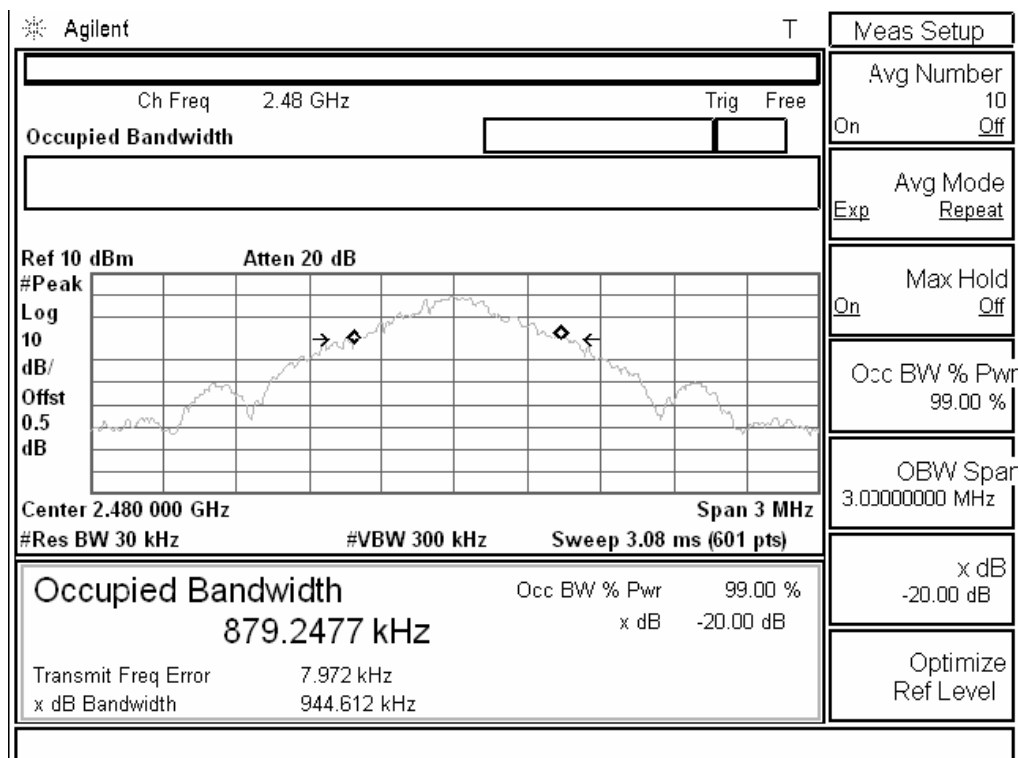 Agilent T
Ch Freq 2.48 GHz Trig Free
Occupied Bandwidth
Ref 10 dBm Atten 20 dB
#Peak
Log
10
dB/
Offst
0.5
dB
Center 2.480 000 GHz Span 3 MHz
#Res BW 30 kHz #VBW 300 kHz Sweep 3.08 ms (601 pts)
Occupied Bandwidth
879.2477 kHz
Occ BW % Pwr 99.00 %
x dB -20.00 dB
Transmit Freq Error 7.972 kHz
x dB Bandwidth 944.612 kHz
Meas Setup
Avg Number
10
On Off
Avg Mode
Exp Repeat
Max Hold
On Off
Occ BW % Pwr
99.00 %
OBW Span
3.00000000 MHz
x dB
-20.00 dB
Optimize
Ref Level